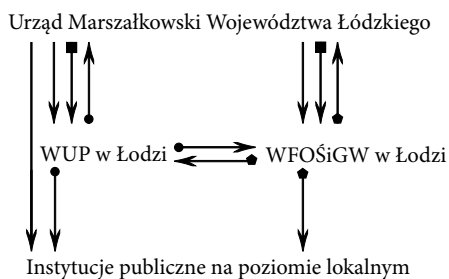 Urząd Marszałkowski Województwa Łódzkiego
WUP w Łodzi WFOŚiGW w Łodzi
Instytucje publiczne na poziomie lokalnym